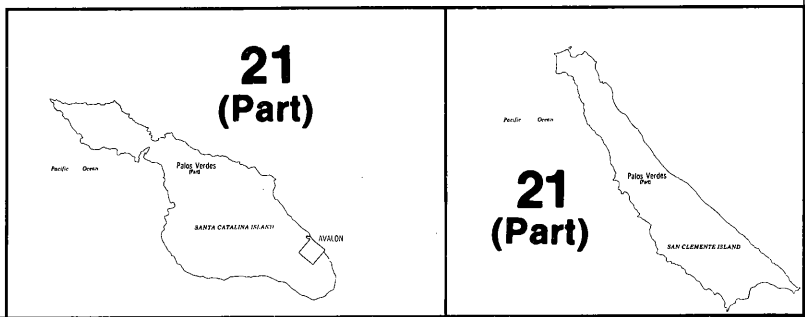 21
(Part)
Pacific Ocean
Palos Verdes
(Part)
SANTA CATALINA ISLAND
AVALON
Pacific Ocean
Palos Verdes
(Part)
21
(Part)
SAN CLEMENTE ISLAND